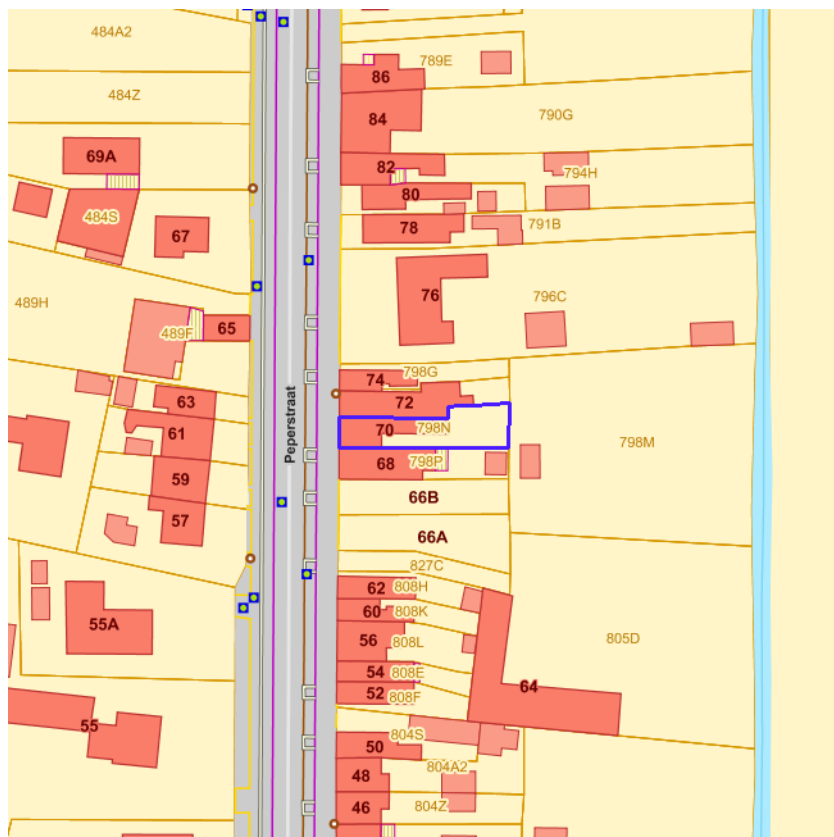 484A2
789E
86
484Z
84
790G
69A
82
794H
80
484S
78
791B
67
76
796C
489H
65
489F
74
798G
63
72
Peperstraat
70
798N
61
798M
68
798P
59
66B
57
66A
827C
62
808H
60
808K
55A
56
808L
805D
54
808E
64
52
808F
55
804S
50
804A2
48
46
804Z